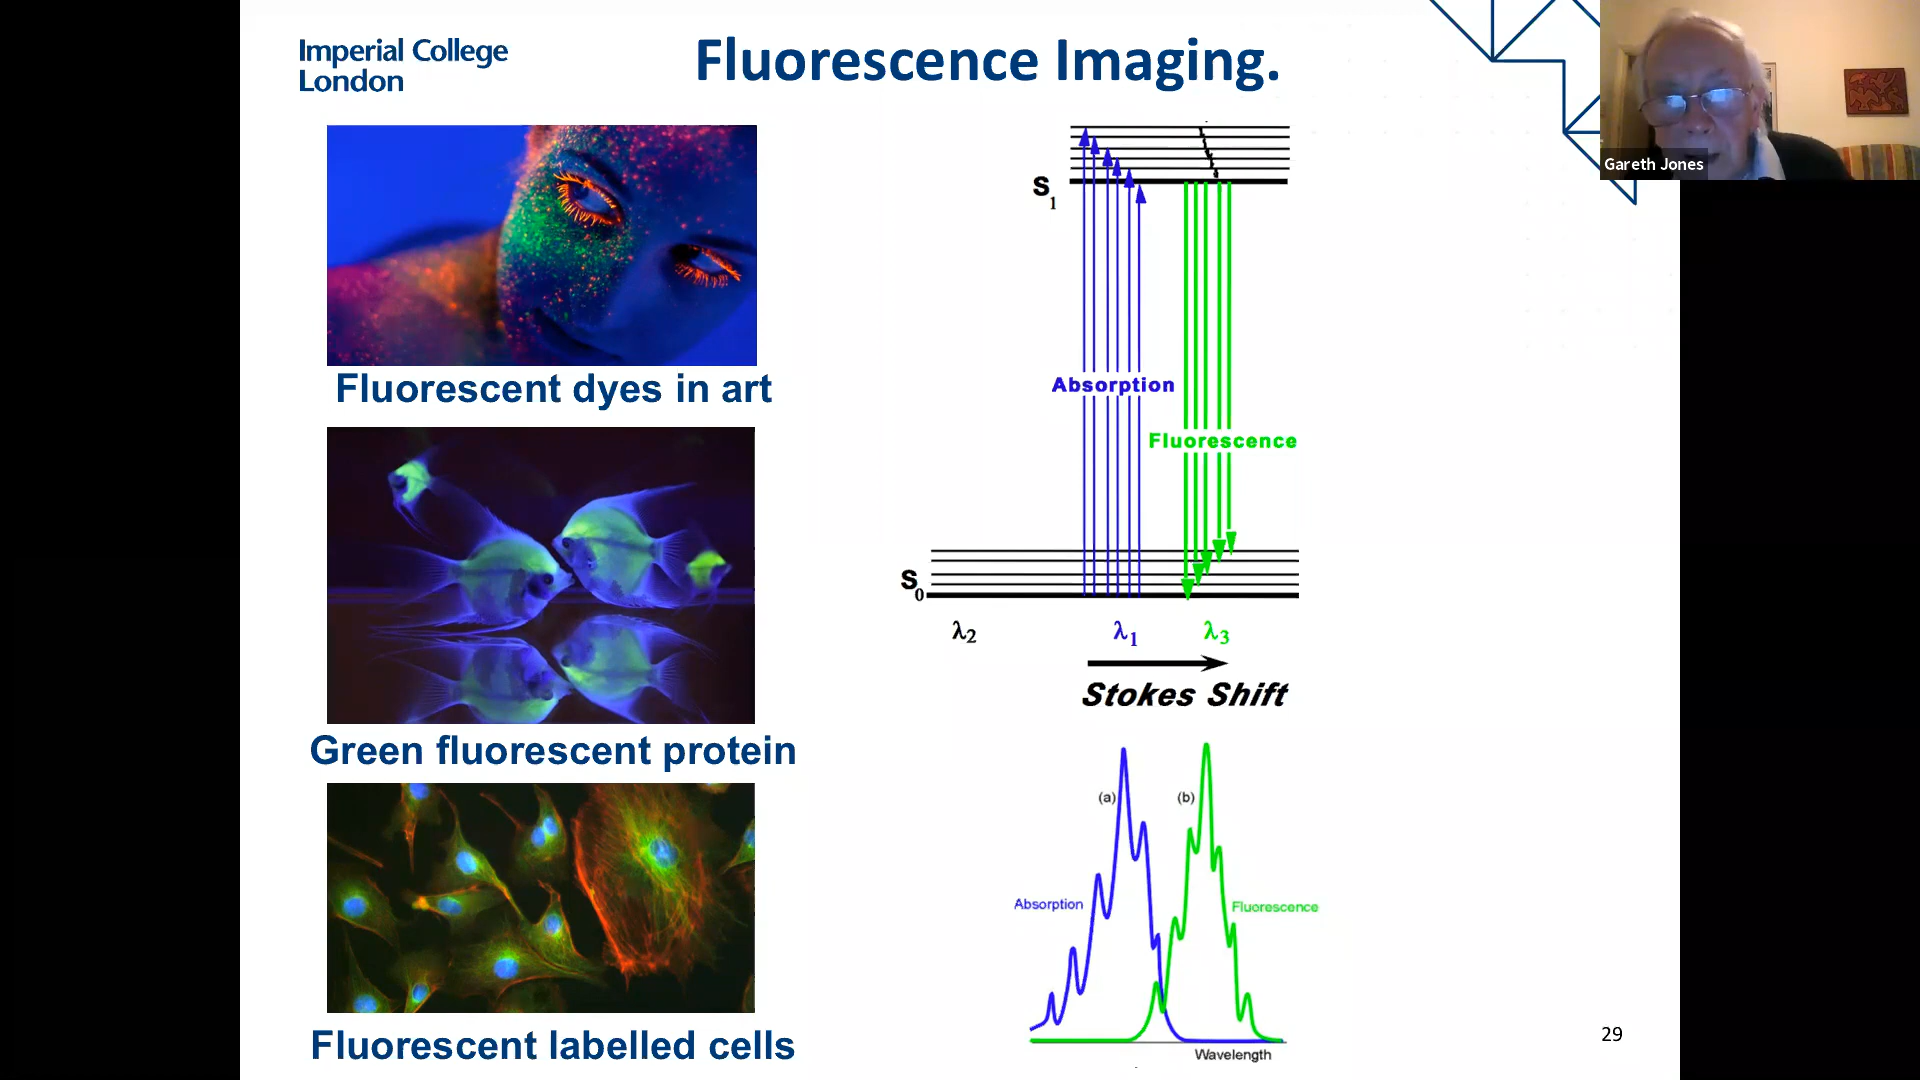 Imperial College
London
Fluorescence Imaging.
Gareth Jones
Fluorescent dyes in art
Green fluorescent protein
Fluorescent labelled cells
S1
Absorption
Fluorescence
S0
λ2
λ1
λ3
Stokes Shift
(a)
(b)
Absorption
Fluorescence
Wavelength
29